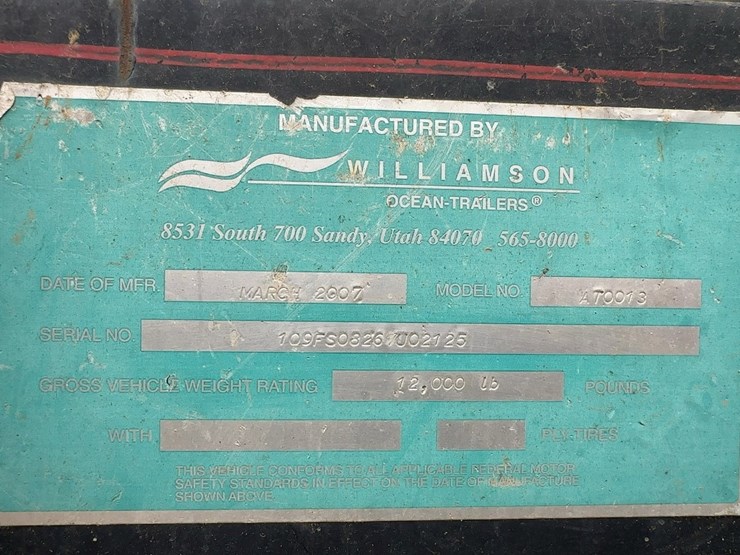 MANUFACTURED BY
WILLIAMSON
OCEAN-TRAILERS®
8531 South 700 Sandy, Utah 84070 565-8000
DATE OF MFR. MARCH 2007 MODEL NO A70013
SERIAL NO.
GROSS VEHICLE WEIGHT RATING 12,000 lb POUNDS
WITH PLY-TIRES
THIS VEHICLE CONFORMS TO ALL APPLICABLE FEDERAL MOTOR
SAFETY STANDARDS IN EFFECT ON THE DATE OF MANUFACTURE
SHOWN ABOVE